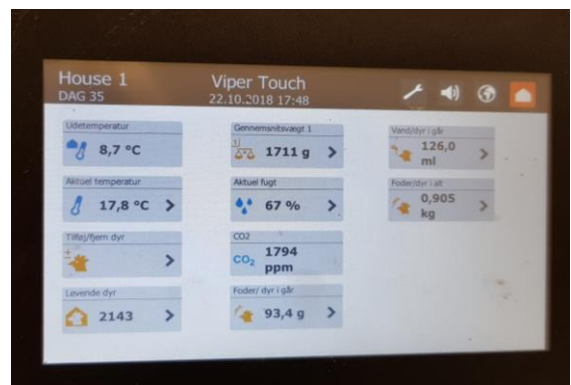 House 1
DAG 35
Viper Touch
22.10.2018 17:48
Udetemperatur
8,7 °C
Aktuel temperatur
17,8 °C
Tilføj/fjern dyr
Levende dyr
2143
Gennemsnitsvægt 1
1711 g
Aktuel fugt
67 %
CO2
CO2
1794
ppm
Foder/ dyr i går
93,4 g
Vand/dyr i går
126,0
ml
Foder/dyr i alt
0,905
kg